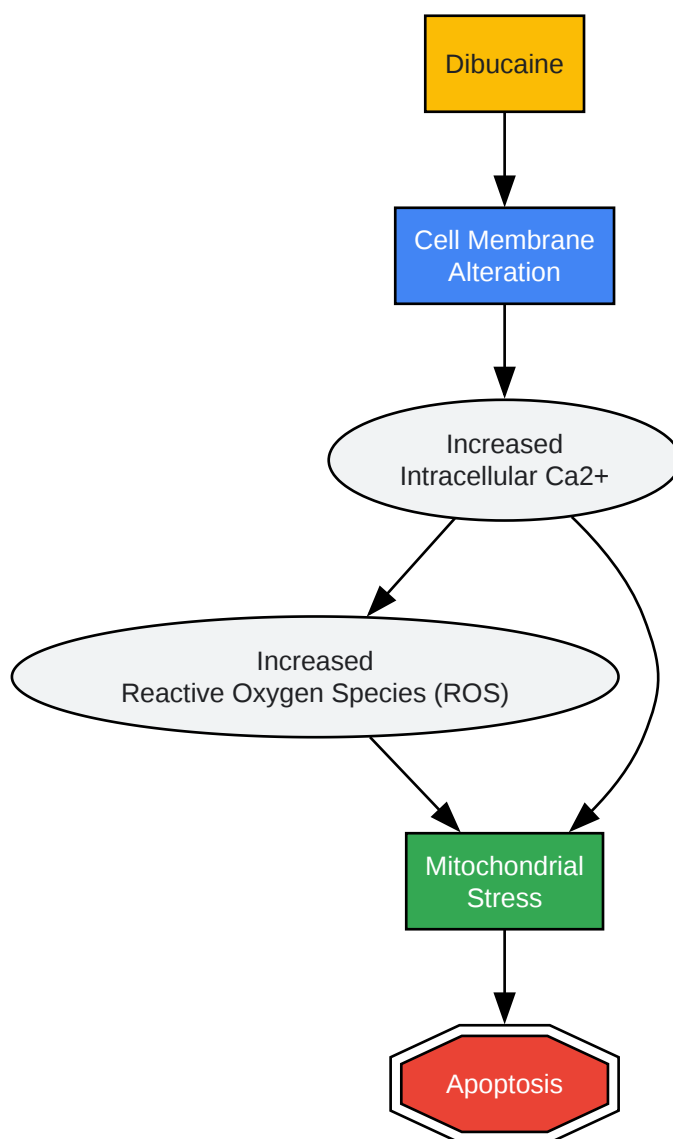 Dibucaine
Cell Membrane
Alteration
Increased
Intracellular Ca2+
Increased
Reactive Oxygen Species (ROS)
Mitochondrial
Stress
Apoptosis